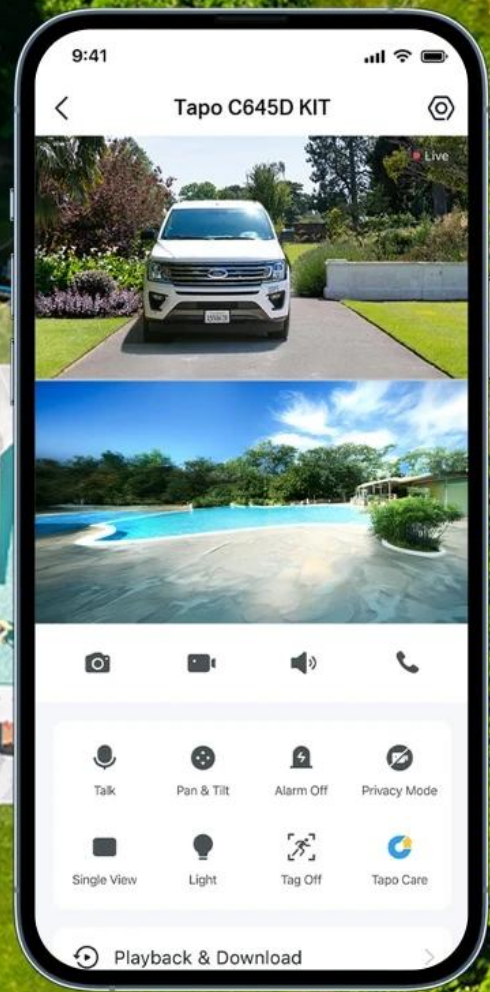 9:41
Tapo C645D KIT
Live
Talk
Pan & Tilt
Alarm Off
Privacy Mode
Single View
Light
Tag Off
Tapo Care
Playback & Download